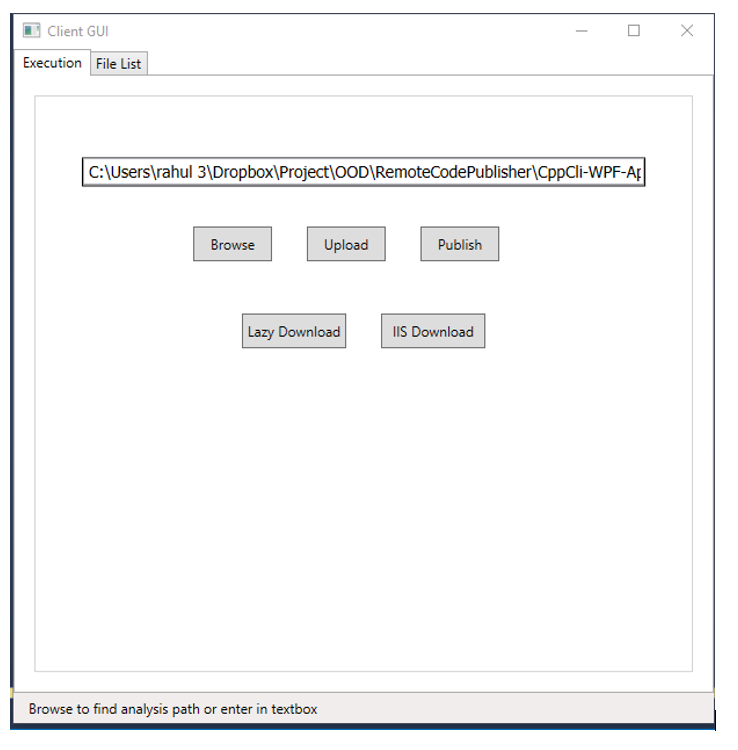 Client GUI
Execution File List
C:\Users\rahul 3\Dropbox\Project\OOD\RemoteCodePublisher\CppCli-WPF-Ap
Browse Upload Publish
Lazy Download IIS Download
Browse to find analysis path or enter in textbox